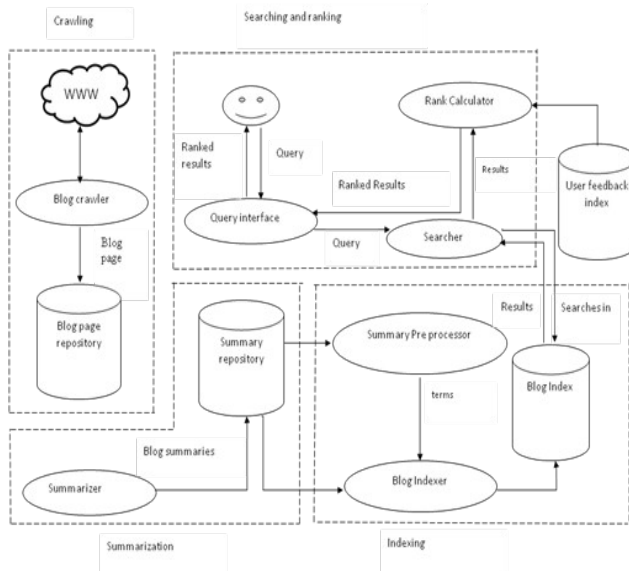 Crawling
Searching and ranking
WWW
Rank Calculator
Ranked
results
Query
Ranked Results
Results
User feedback
index
Blog crawler
Query interface
Query
Searcher
Blog
page
Results
Searches in
Blog page
repository
Summary
repository
Summary Pre processor
Blog Index
terms
Blog summaries
Summarizer
Blog Indexer
Summarization
Indexing